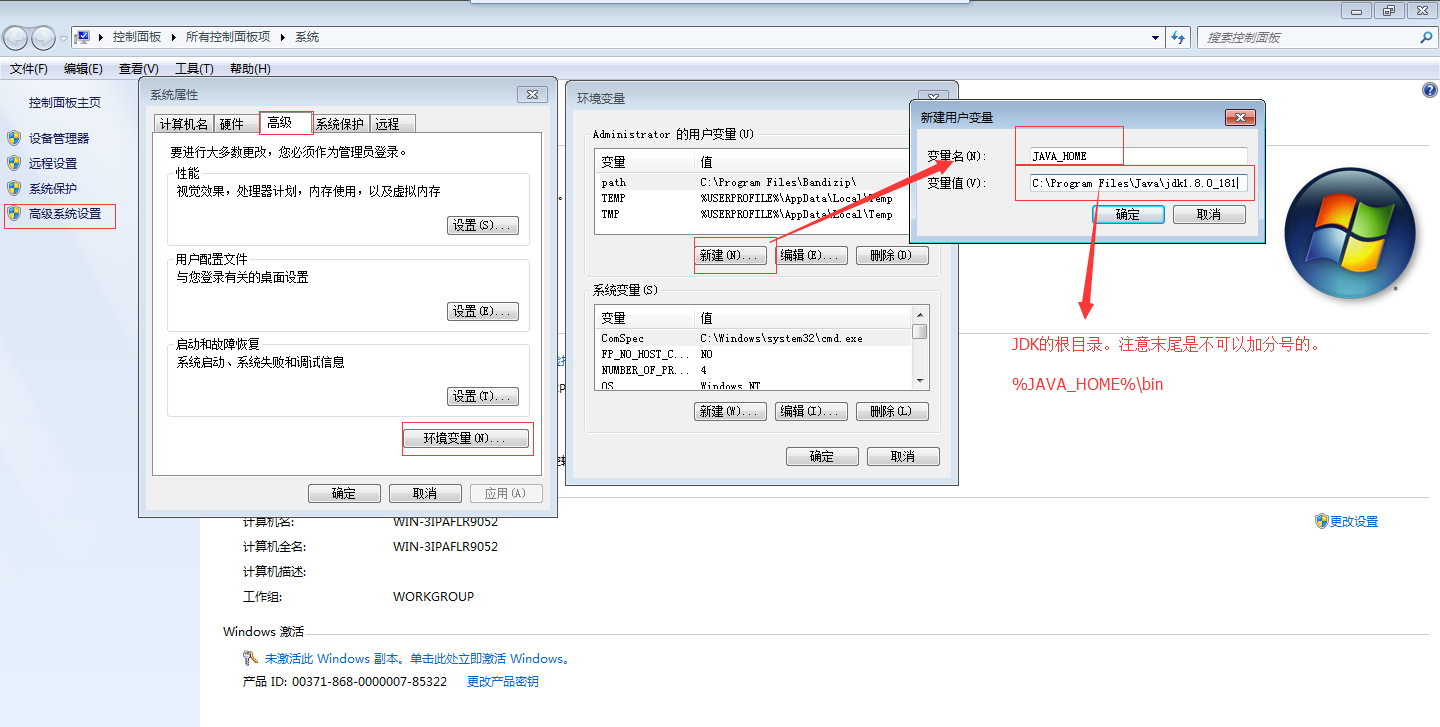 控制面板 所有控制面板项 系统
搜索控制面板
文件(F) 编辑(E) 查看(V) 工具(T) 帮助(H)
控制面板主页
设备管理器
远程设置
系统保护
高级系统设置
系统属性
计算机名 硬件 高级 系统保护 远程
要进行大多数更改，您必须作为管理员登录。
性能
视觉效果，处理器计划，内存使用，以及虚拟内存
设置(S)...
用户配置文件
与您登录有关的桌面设置
设置(E)...
启动和故障恢复
系统启动、系统失败和调试信息
设置(T)...
环境变量(N)...
确定 取消 应用(A)
环境变量
Administrator 的用户变量(U)
变量 值
path C:\Program Files\Bandizip\
TEMP %USERPROFILE%\AppData\Local\Temp
TMP %USERPROFILE%\AppData\Local\Temp
新建(N)... 编辑(E)... 删除(D)
系统变量(S)
变量 值
ComSpec C:\Windows\system32\cmd.exe
FP_NO_HOST_C... NO
NUMBER_OF_PR... 4
OS Windows_NT
新建(W)... 编辑(I)... 删除(L)
确定 取消
新建用户变量
变量名(N): JAVA_HOME
变量值(V): C:\Program Files\Java\jdk1.8.0_181
确定 取消
JDK的根目录。注意末尾是不可以加分号的。
%JAVA_HOME%\bin
计算机名: WIN-3IPAFLR9052
更改设置
计算机全名: WIN-3IPAFLR9052
计算机描述:
工作组: WORKGROUP
Windows 激活
未激活此 Windows 副本。单击此处立即激活 Windows。
产品 ID: 00371-868-0000007-85322 更改产品密钥